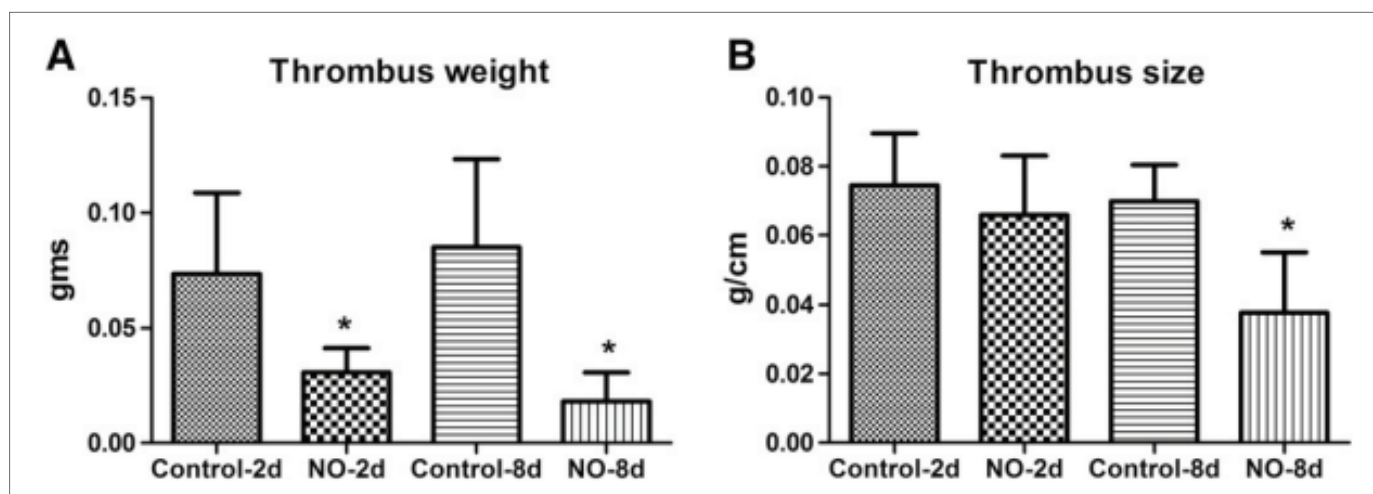 A
Thrombus weight
0.15
0.10
0.05
0.00
gms
*
*
Control-2d NO-2d Control-8d NO-8d
B
Thrombus size
0.10
0.08
0.06
0.04
0.02
0.00
g/cm
*
Control-2d NO-2d Control-8d NO-8d